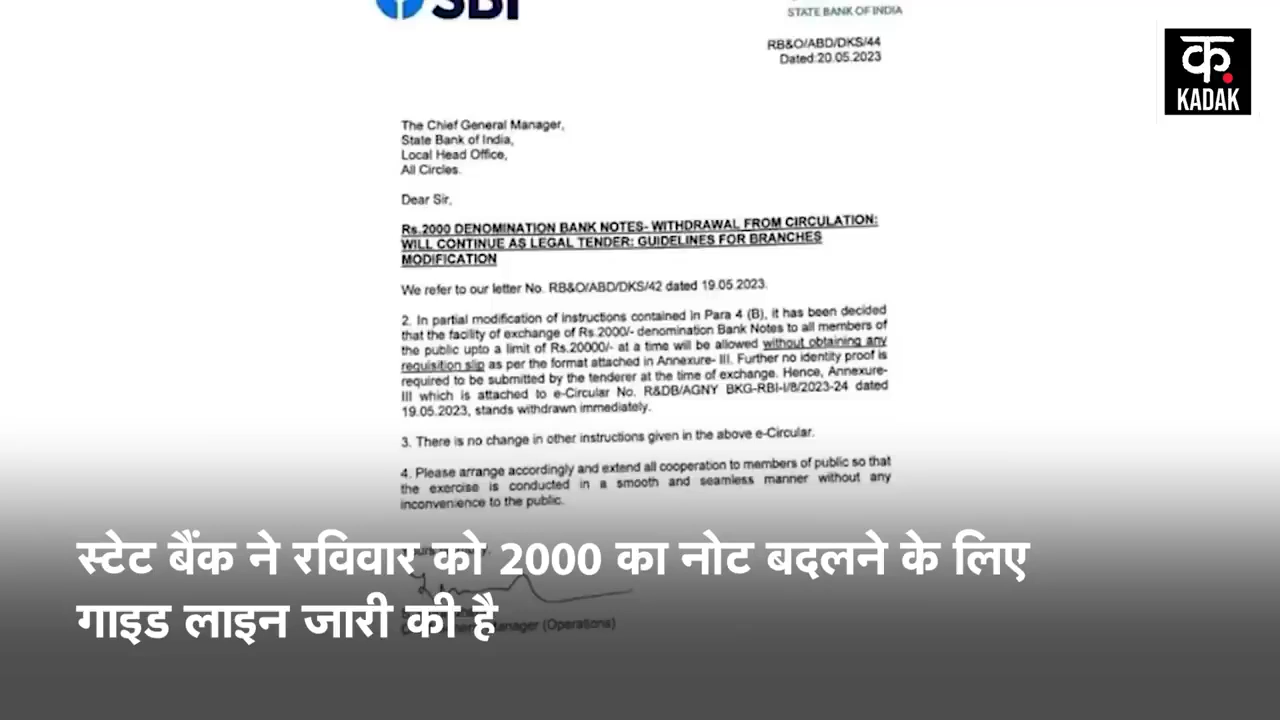 SBI
STATE BANK OF INDIA
RB&O/ABD/DKS/44
Dated:20.05.2023
क
KADAK
The Chief General Manager,
State Bank of India,
Local Head Office,
All Circles.
Dear Sir,
Rs.2000 DENOMINATION BANK NOTES- WITHDRAWAL FROM CIRCULATION:
WILL CONTINUE AS LEGAL TENDER: GUIDELINES FOR BRANCHES
MODIFICATION
We refer to our letter No. RB&O/ABD/DKS/42 dated 19.05.2023.
2. In partial modification of instructions contained in Para 4 (B), it has been decided
that the facility of exchange of Rs.2000/- denomination Bank Notes to all members of
the public upto a limit of Rs.20000/- at a time will be allowed without obtaining any
requisition slip as per the format attached in Annexure- III. Further no identity proof is
required to be submitted by the tenderer at the time of exchange. Hence, Annexure-
III which is attached to e-Circular No. R&DB/AGNY BKG-RBI-I/8/2023-24 dated
19.05.2023, stands withdrawn immediately.
3. There is no change in other instructions given in the above e-Circular.
4. Please arrange accordingly and extend all cooperation to members of public so that
the exercise is conducted in a smooth and seamless manner without any
inconvenience to the public.
स्टेट बैंक ने रविवार को 2000 का नोट बदलने के लिए
गाइड लाइन जारी की है
Manager (Operations)